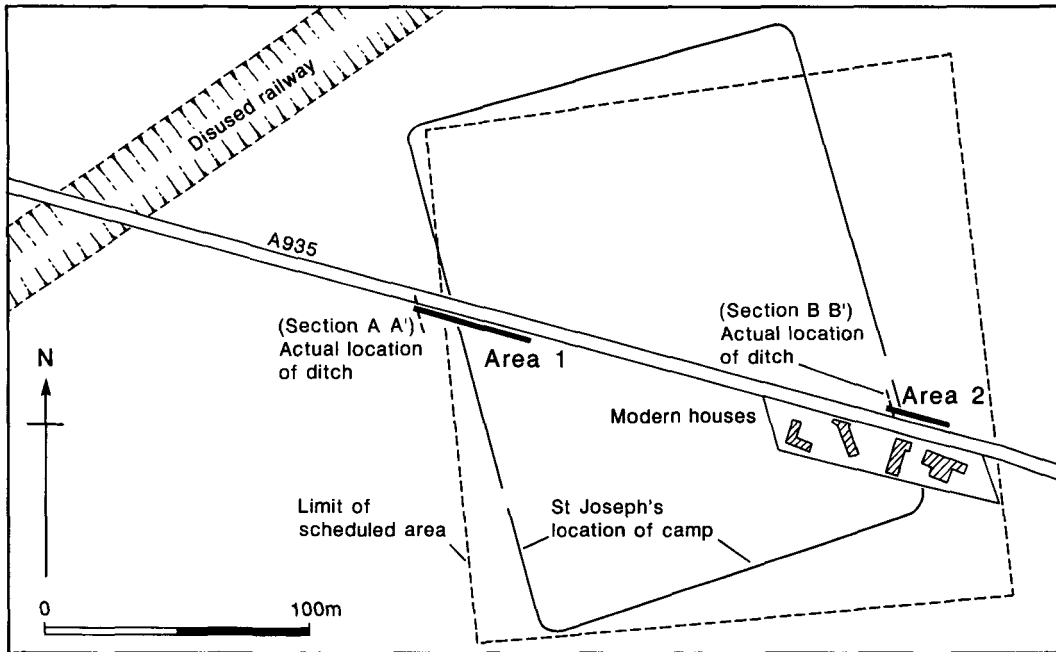 Disused railway
A935
(Section A A')
Actual location
of ditch
Area 1
(Section B B')
Actual location
of ditch
Area 2
N
Modern houses
Limit of
scheduled area
St Joseph's
location of camp
0
100m